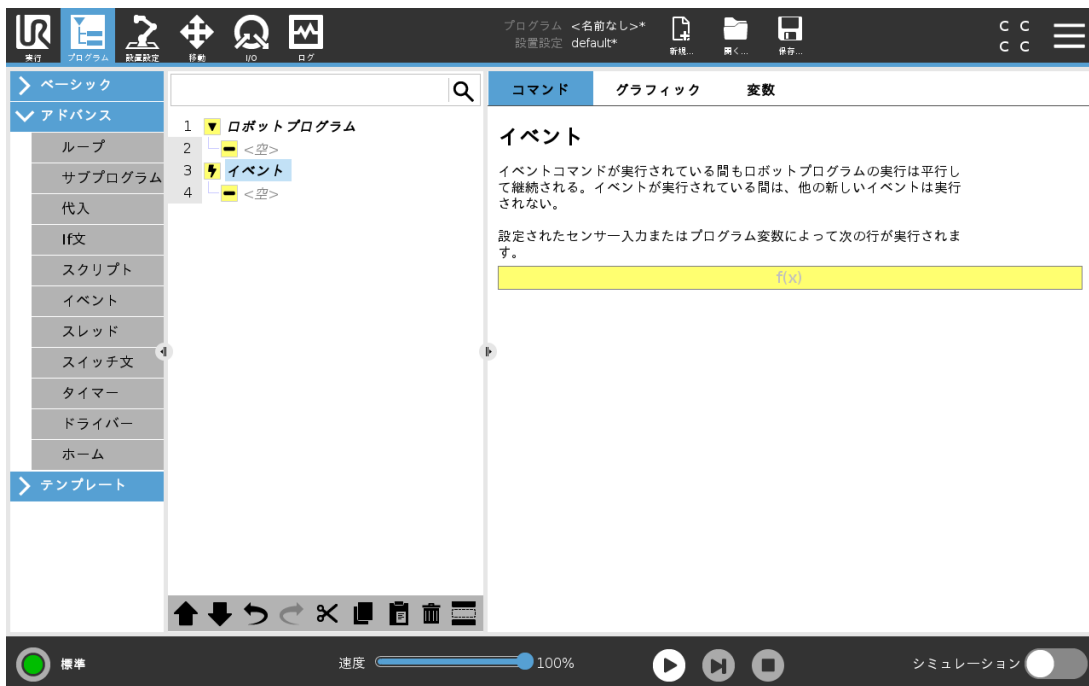 UR
実行
プログラム
設置設定
移動
I/O
ログ
プログラム <名前なし>*
設置設定 default*
新規...
開く...
保存...
C C
C C
ベーシック
アドバンス
ループ
サブプログラム
代入
If文
スクリプト
イベント
スレッド
スイッチ文
タイマー
ドライバー
ホーム
テンプレート
1 ロボットプログラム
2 <空>
3 イベント
4 <空>
コマンド グラフィック 変数
イベント
イベントコマンドが実行されている間もロボットプログラムの実行は平行し
て継続される。イベントが実行されている間は、他の新しいイベントは実行
されない。
設定されたセンサー入力またはプログラム変数によって次の行が実行されま
す。
f(x)
標準
速度 100%
シミュレーション